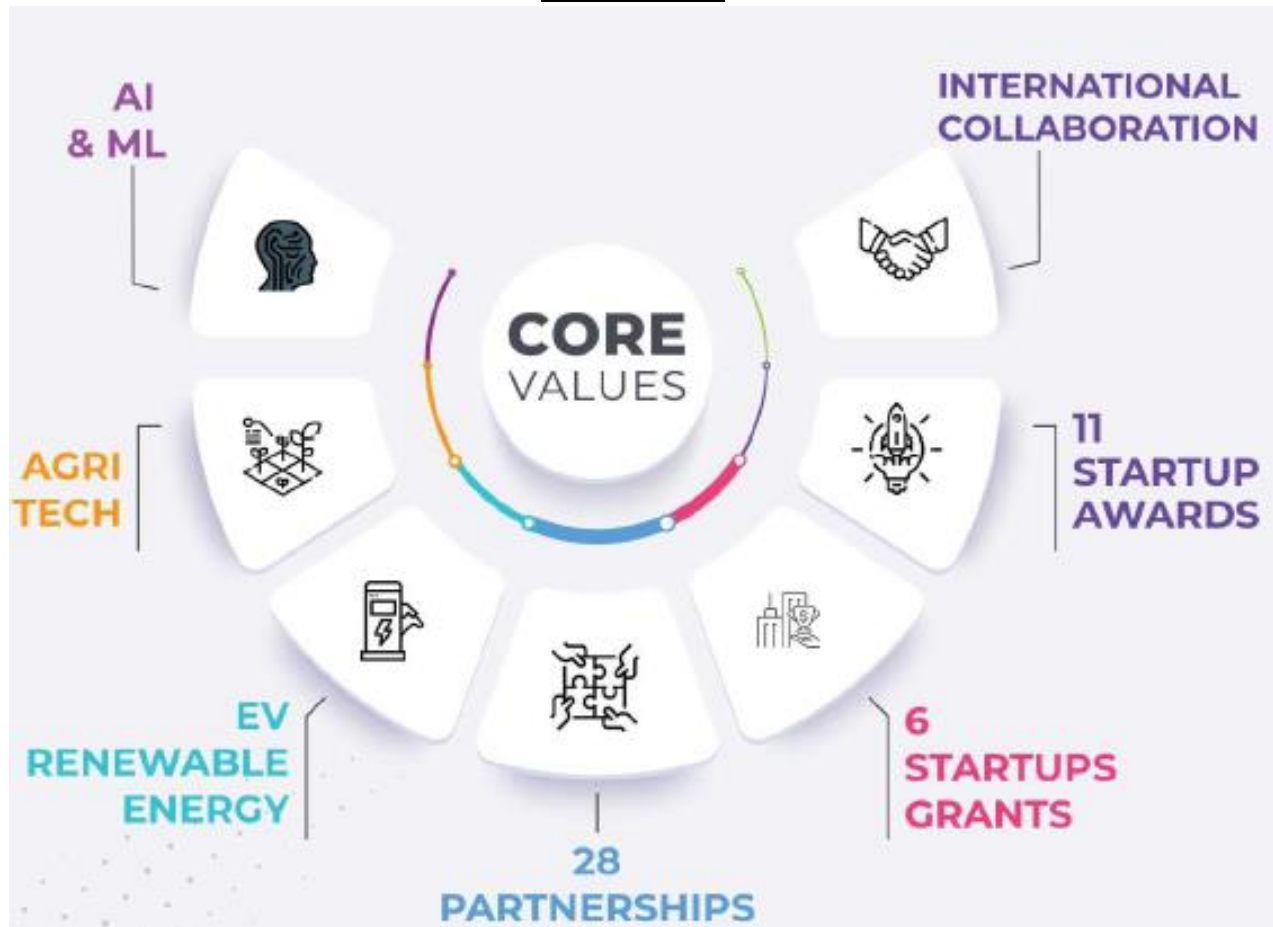 AI
& ML
INTERNATIONAL
COLLABORATION
CORE
VALUES
AGRI
TECH
11
STARTUP
AWARDS
EV
RENEWABLE
ENERGY
6
STARTUPS
GRANTS
28
PARTNERSHIPS